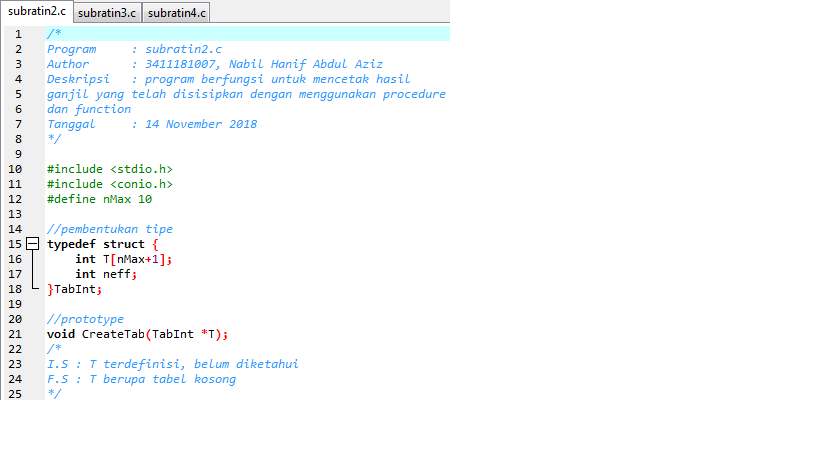 subratin2.c subratin3.c subratin4.c
1 /*
2 Program : subratin2.c
3 Author : 3411181007, Nabil Hanif Abdul Aziz
4 Deskripsi : program berfungsi untuk mencetak hasil
5 ganjil yang telah disisipkan dengan menggunakan procedure
6 dan function
7 Tanggal : 14 November 2018
8 */
9
10 #include <stdio.h>
11 #include <conio.h>
12 #define nMax 10
13
14 //pembentukan tipe
15 typedef struct {
16 int T[nMax+1];
17 int neff;
18 }TabInt;
19
20 //prototype
21 void CreateTab(TabInt *T);
22 /*
23 I.S : T terdefinisi, belum diketahui
24 F.S : T berupa tabel kosong
25 */